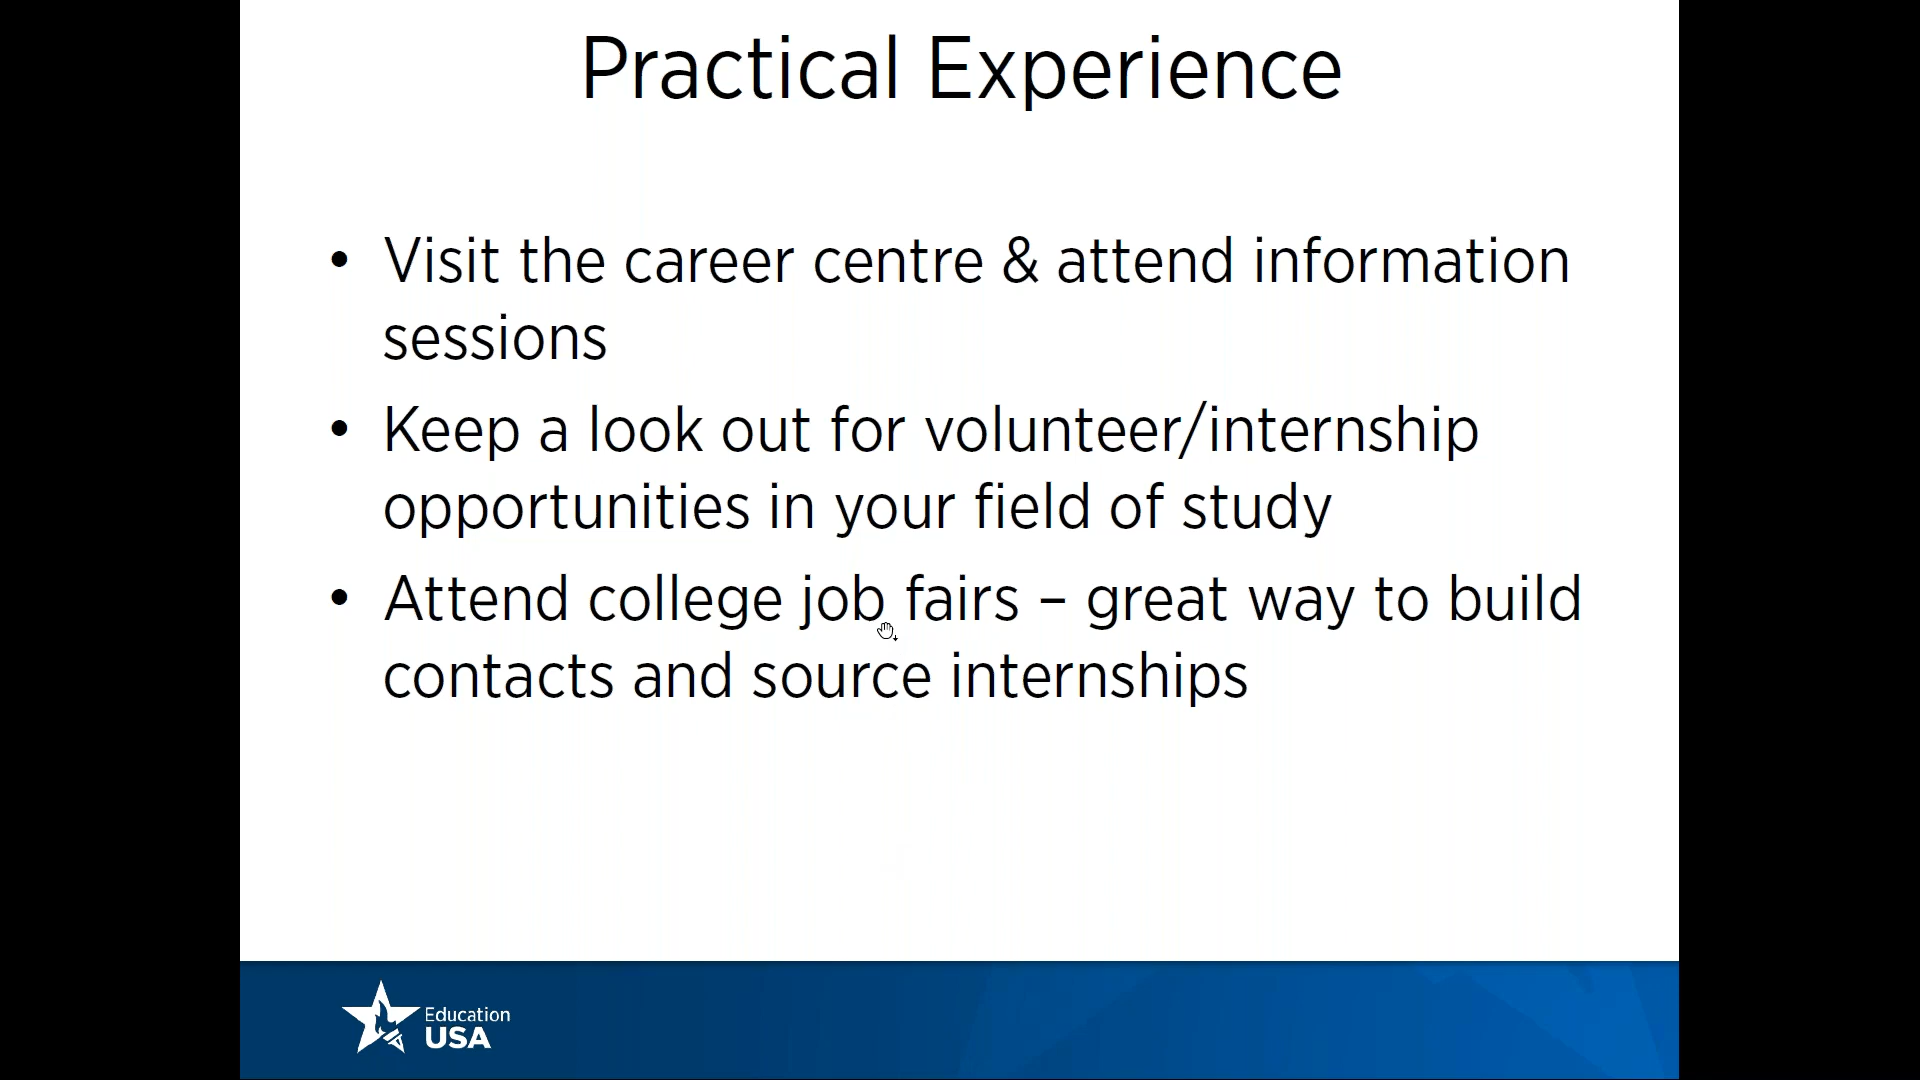 Practical Experience
• Visit the career centre & attend information
sessions
• Keep a look out for volunteer/internship
opportunities in your field of study
• Attend college job fairs – great way to build
contacts and source internships
Education
USA